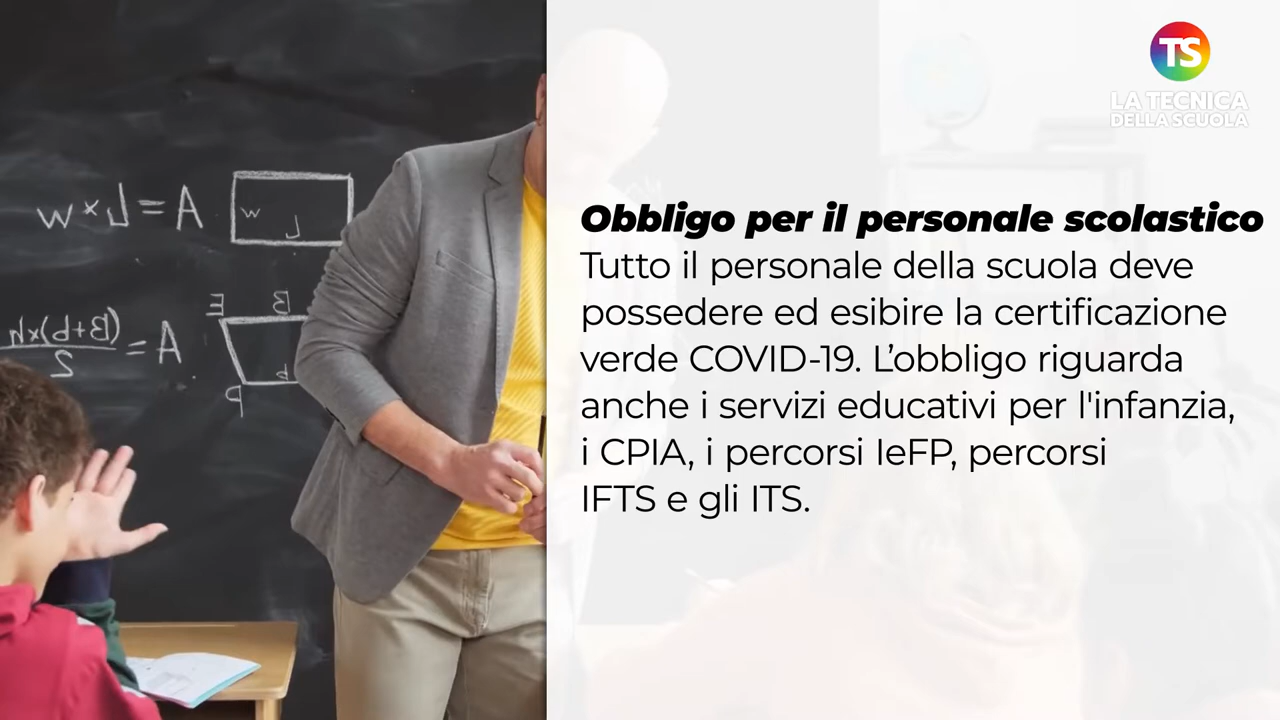 TS
LA TECNICA
DELLA SCUOLA
Obbligo per il personale scolastico
Tutto il personale della scuola deve
possedere ed esibire la certificazione
verde COVID-19. L’obbligo riguarda
anche i servizi educativi per l'infanzia,
i CPIA, i percorsi IeFP, percorsi
IFTS e gli ITS.
w×L=A
w
L
E B
(B+b)xh
2
=A
b